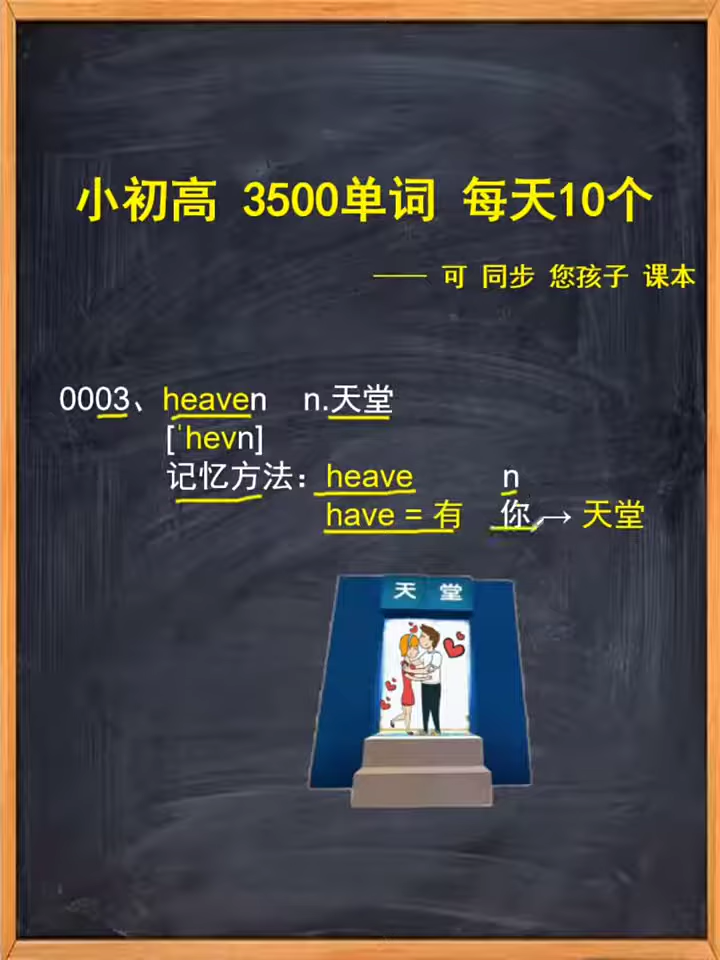 小初高 3500单词 每天10个
—— 可 同步 您孩子 课本
0003、heaven n.天堂
[ˈhevn]
记忆方法：heave n
have = 有 你 → 天堂
天 堂